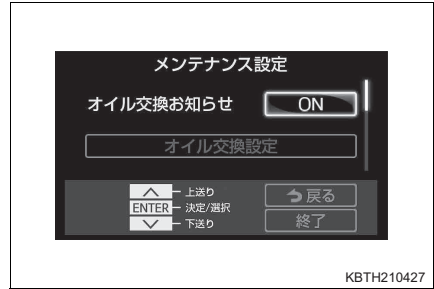 メンテナンス設定
オイル交換お知らせ ON
オイル交換設定
上送り
ENTER 決定/選択
下送り
戻る
終了
KBTH210427